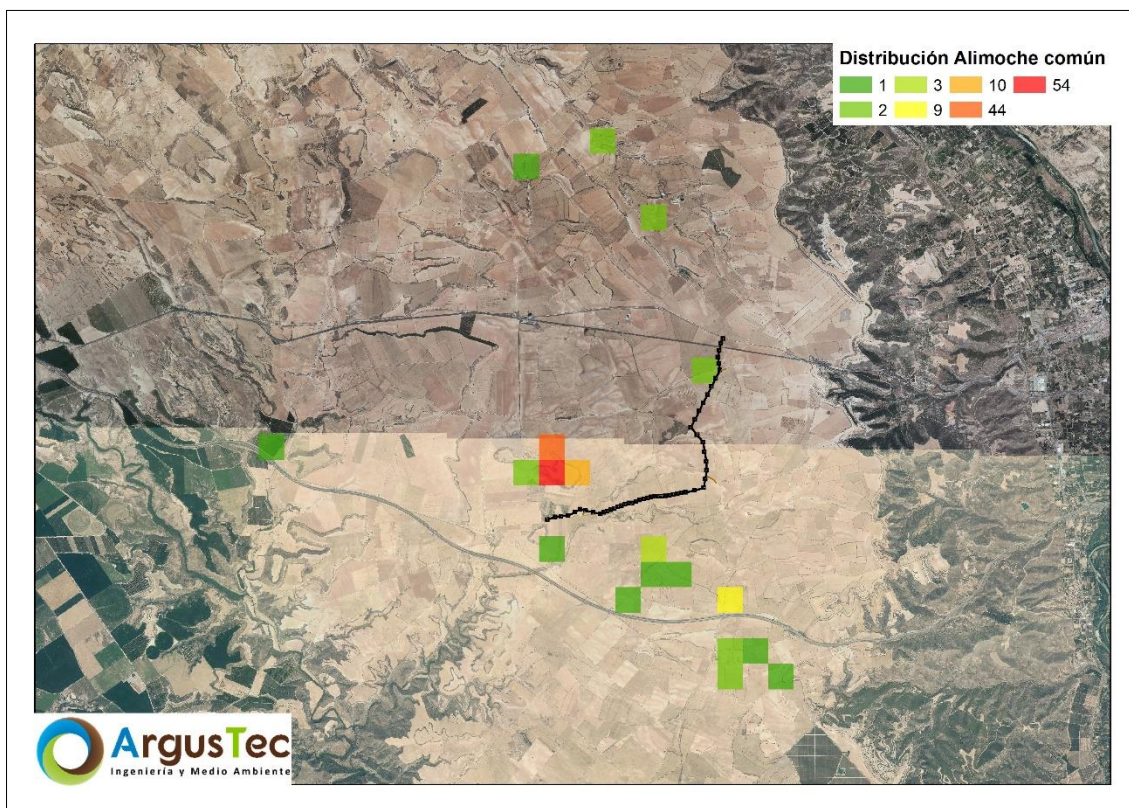 Distribución Alimoche común
1 3 10 54
2 9 44
ArgusTec
Ingeniería y Medio Ambiente